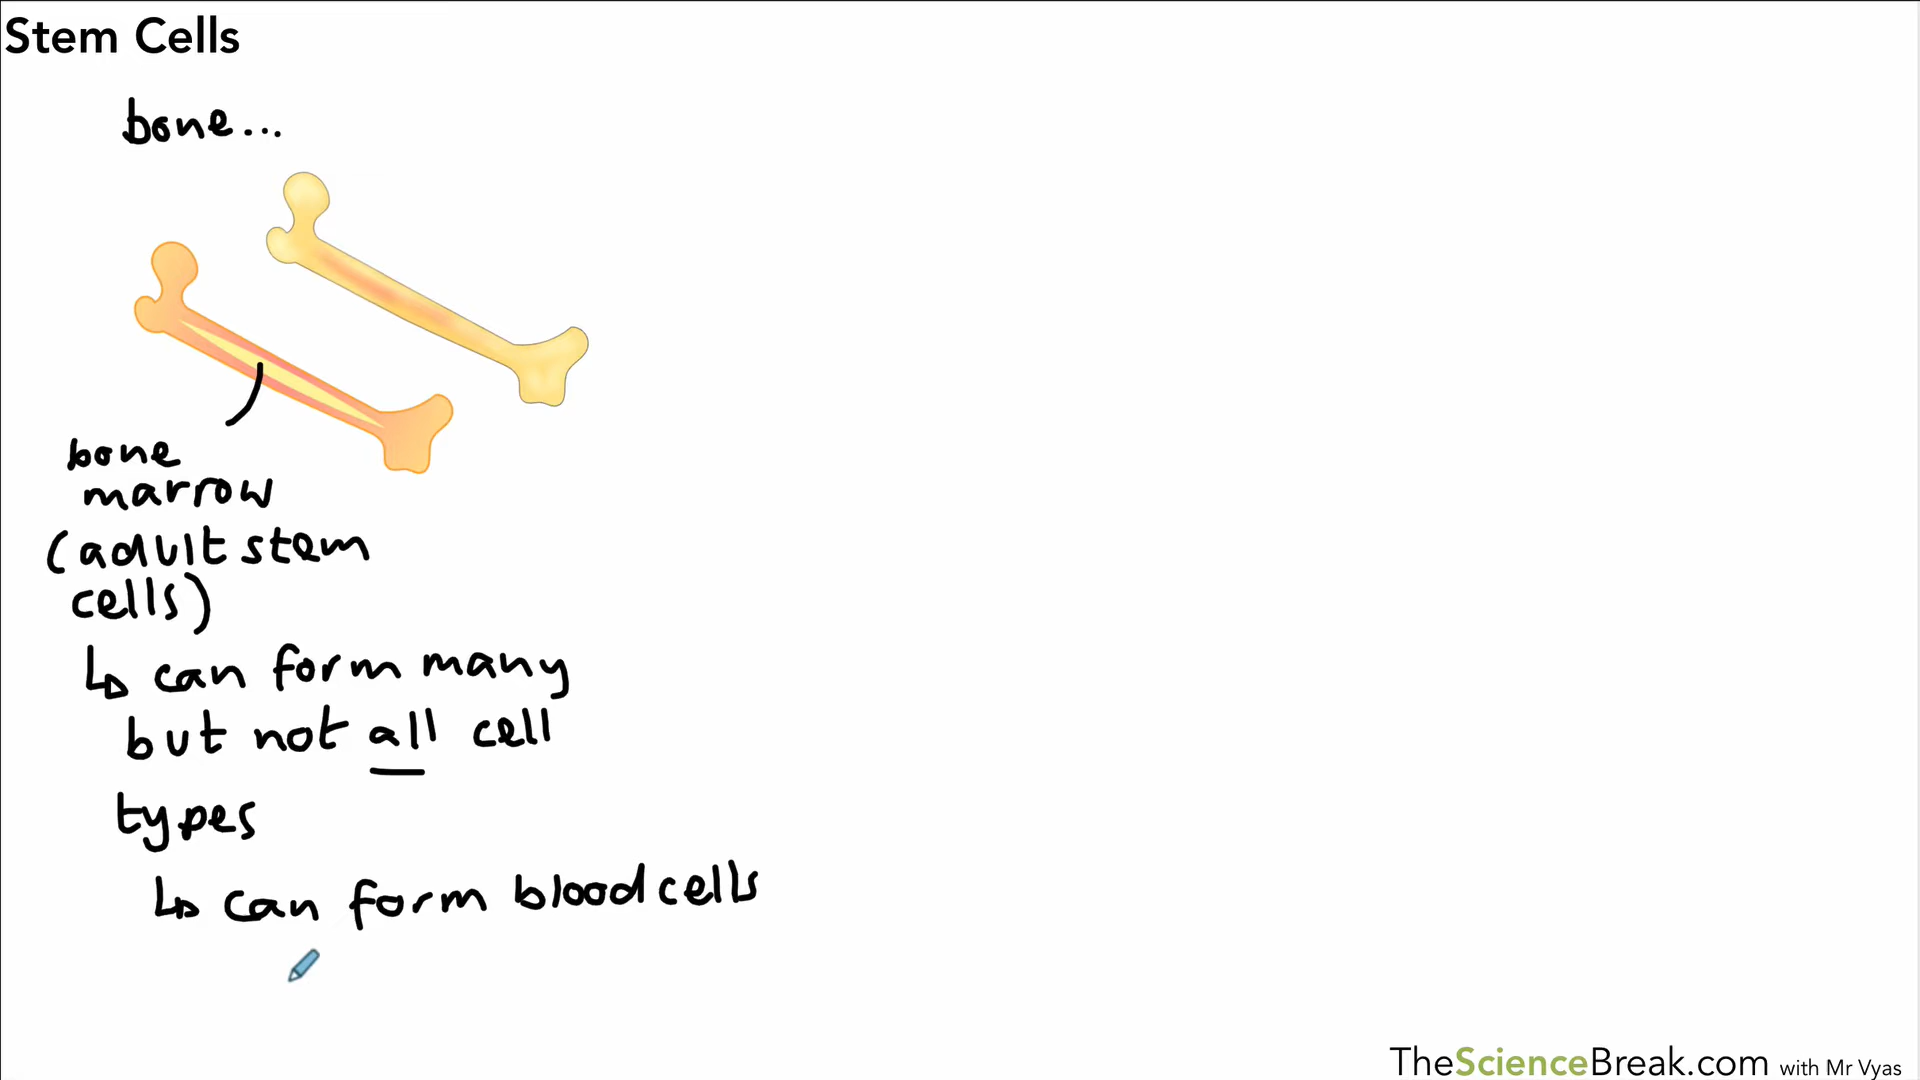 Stem Cells
bone...
bone
marrow
(adult stem
cells)
↳ can form many
but not all cell
types
↳ can form blood cells
TheScienceBreak.com with Mr Vyas